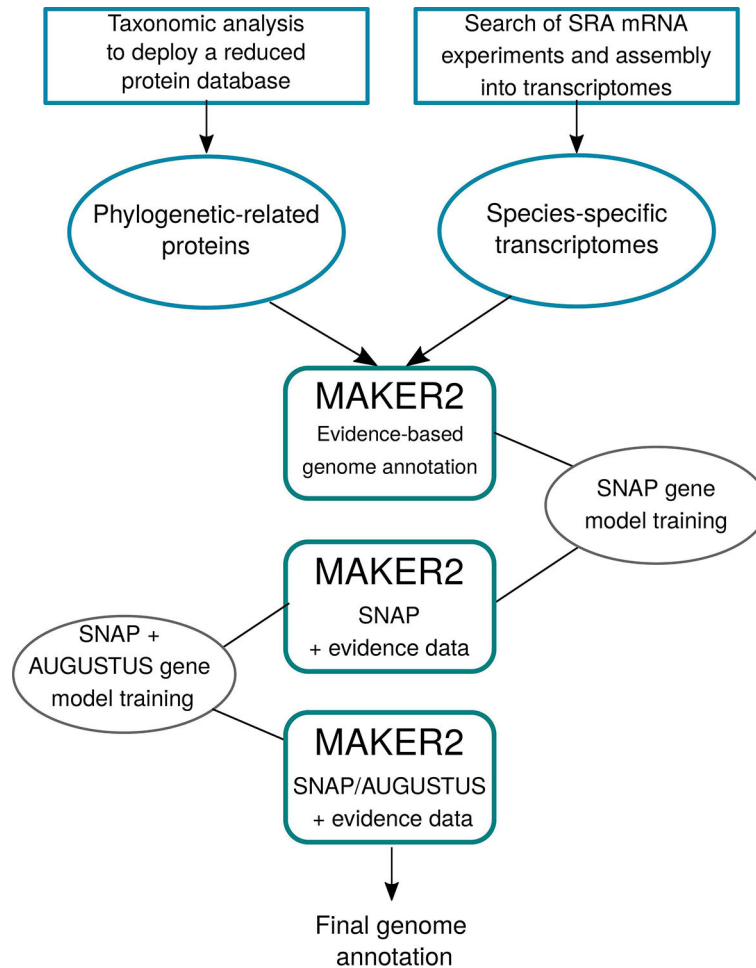 Taxonomic analysis
to deploy a reduced
protein database
Search of SRA mRNA
experiments and assembly
into transcriptomes
Phylogenetic-related
proteins
Species-specific
transcriptomes
MAKER2
Evidence-based
genome annotation
SNAP gene
model training
MAKER2
SNAP
+ evidence data
SNAP +
AUGUSTUS gene
model training
MAKER2
SNAP/AUGUSTUS
+ evidence data
Final genome
annotation